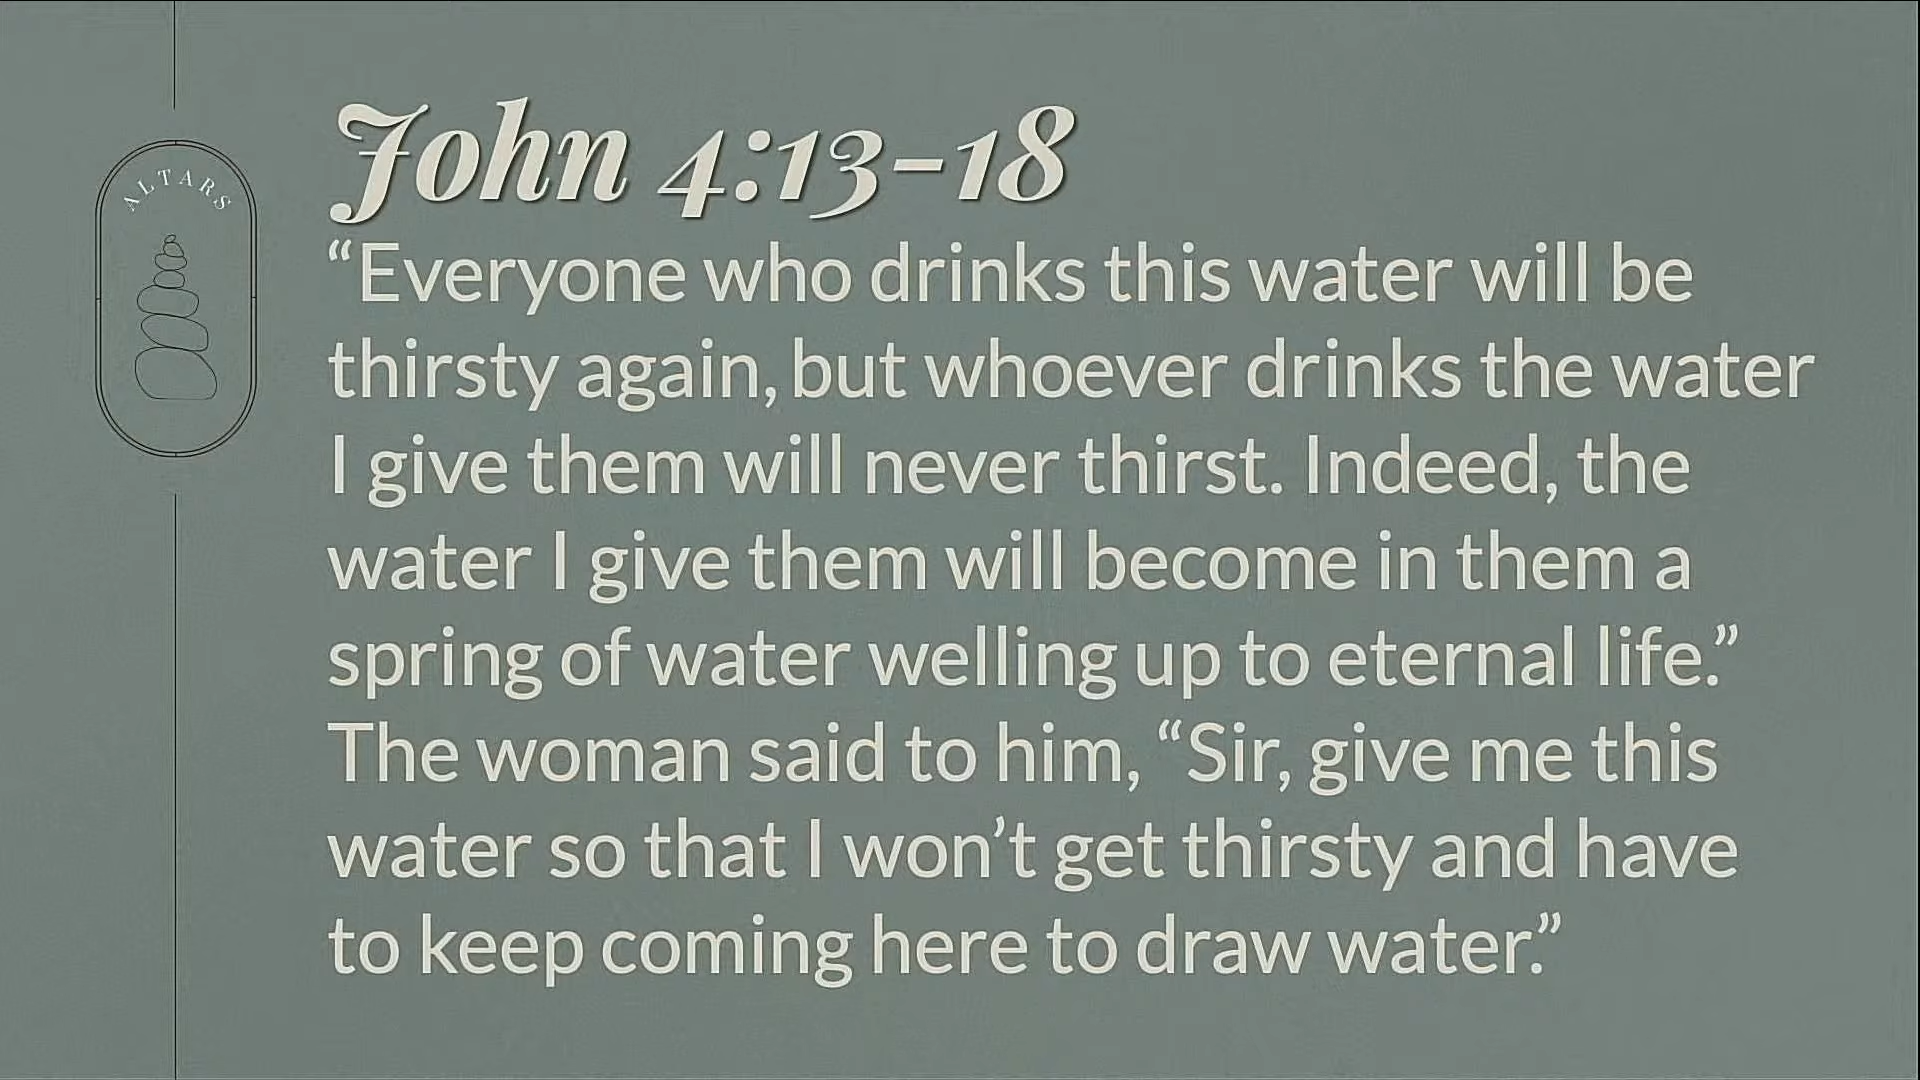 ALTARS
John 4:13-18
“Everyone who drinks this water will be
thirsty again, but whoever drinks the water
I give them will never thirst. Indeed, the
water I give them will become in them a
spring of water welling up to eternal life.”
The woman said to him, “Sir, give me this
water so that I won’t get thirsty and have
to keep coming here to draw water.”